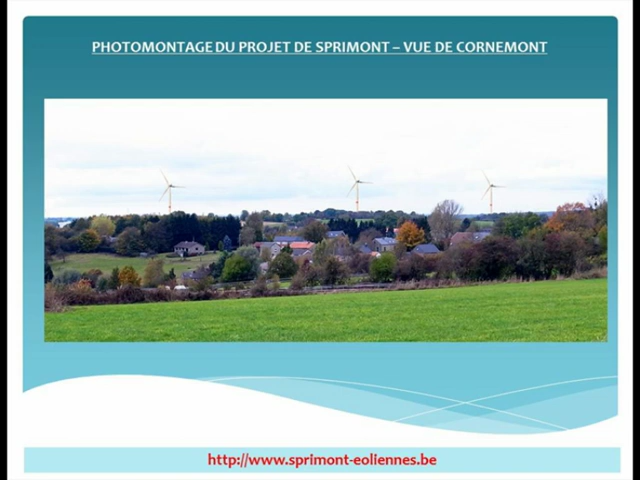 PHOTOMONTAGE DU PROJET DE SPRIMONT – VUE DE CORNEMONT
http://www.sprimont-eoliennes.be